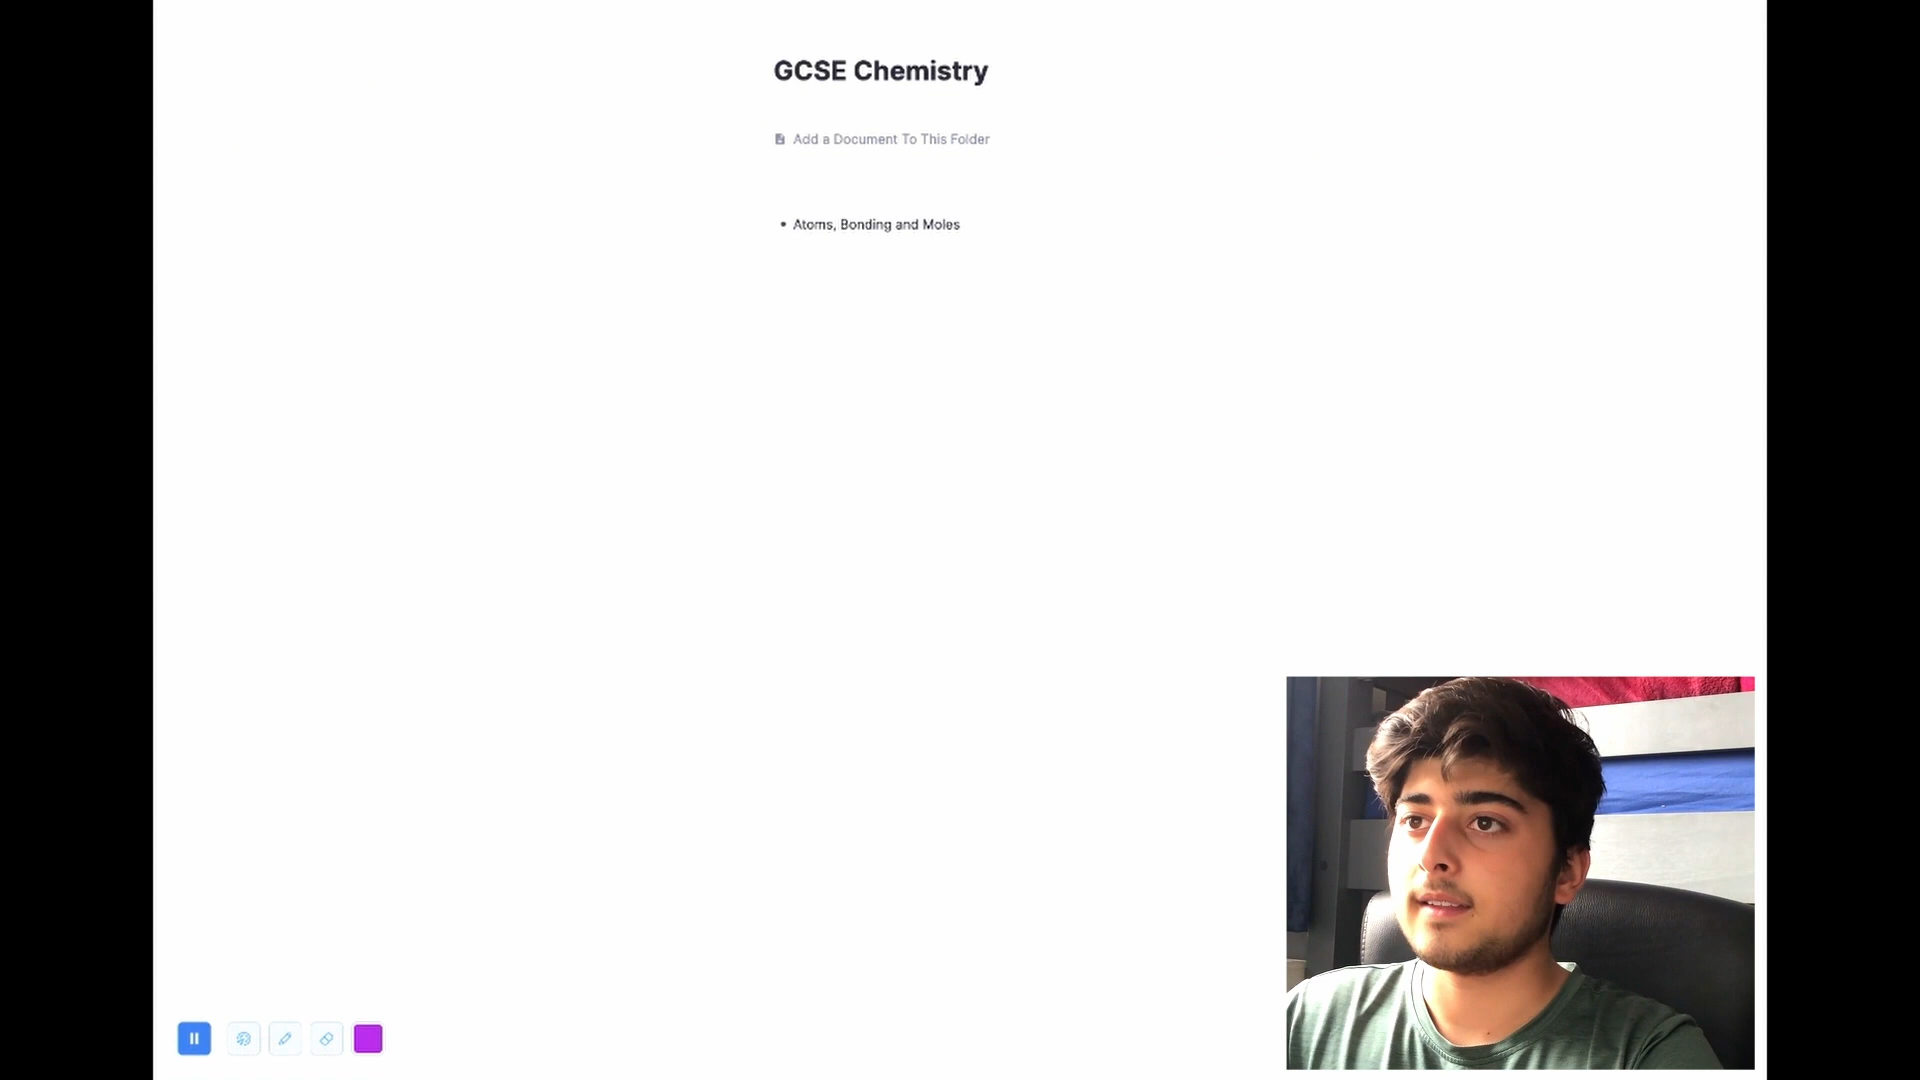 GCSE Chemistry
Add a Document To This Folder
Atoms, Bonding and Moles